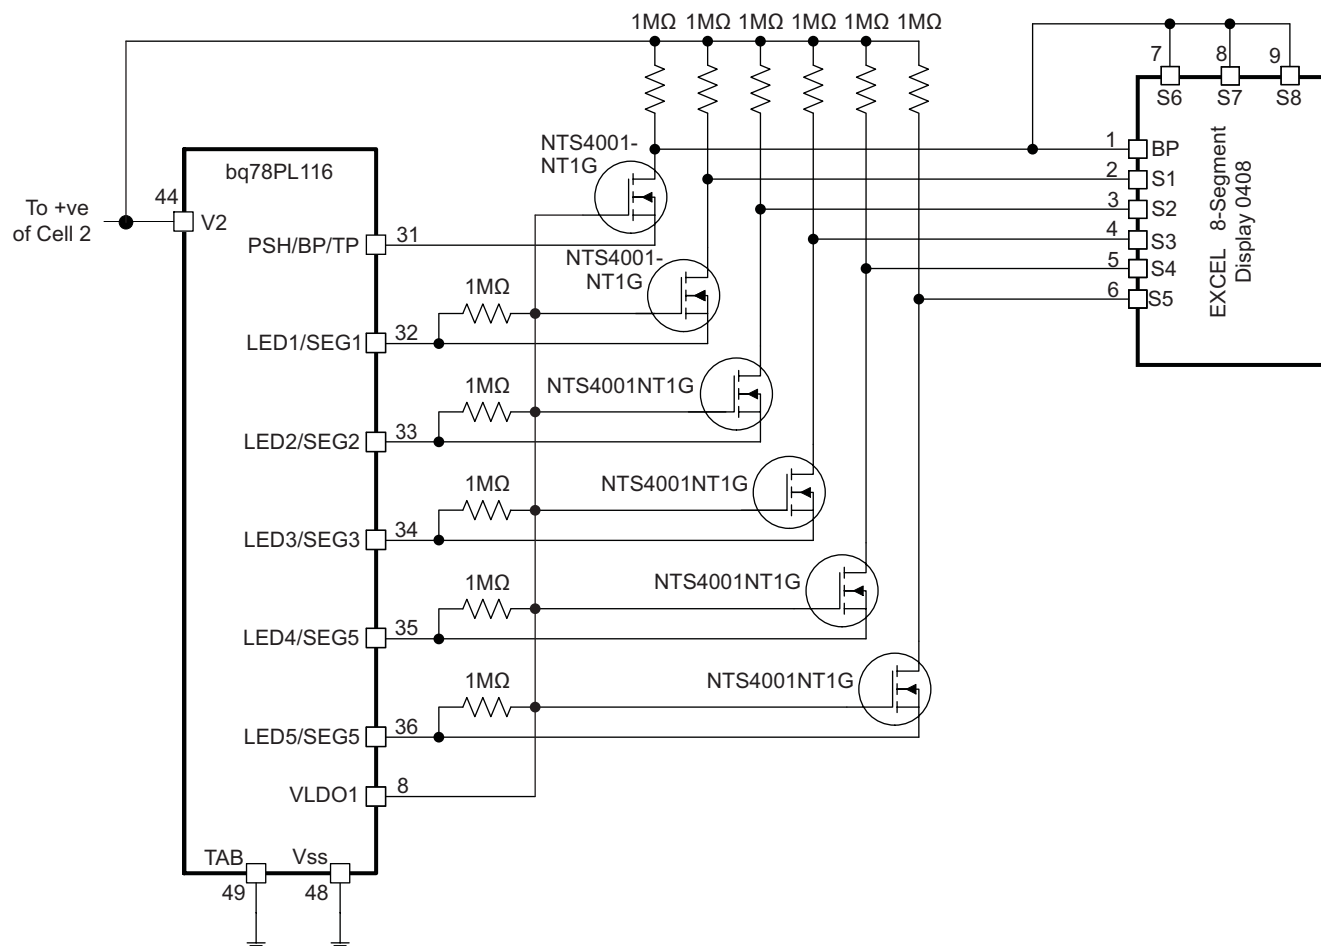 1MΩ 1MΩ 1MΩ 1MΩ 1MΩ 1MΩ
7 8 9
S6 S7 S8
NTS4001-
NT1G
1 BP
2 S1
3 S2
4 S3
5 S4
6 S5
EXCEL 8-Segment
Display 0408
bq78PL116
44
To +ve
of Cell 2
V2
PSH/BP/TP 31
NTS4001-
NT1G
1MΩ
LED1/SEG1 32
1MΩ
NTS4001NT1G
LED2/SEG2 33
1MΩ
NTS4001NT1G
LED3/SEG3 34
1MΩ
NTS4001NT1G
LED4/SEG5 35
1MΩ
NTS4001NT1G
LED5/SEG5 36
VLDO1 8
TAB Vss
49 48